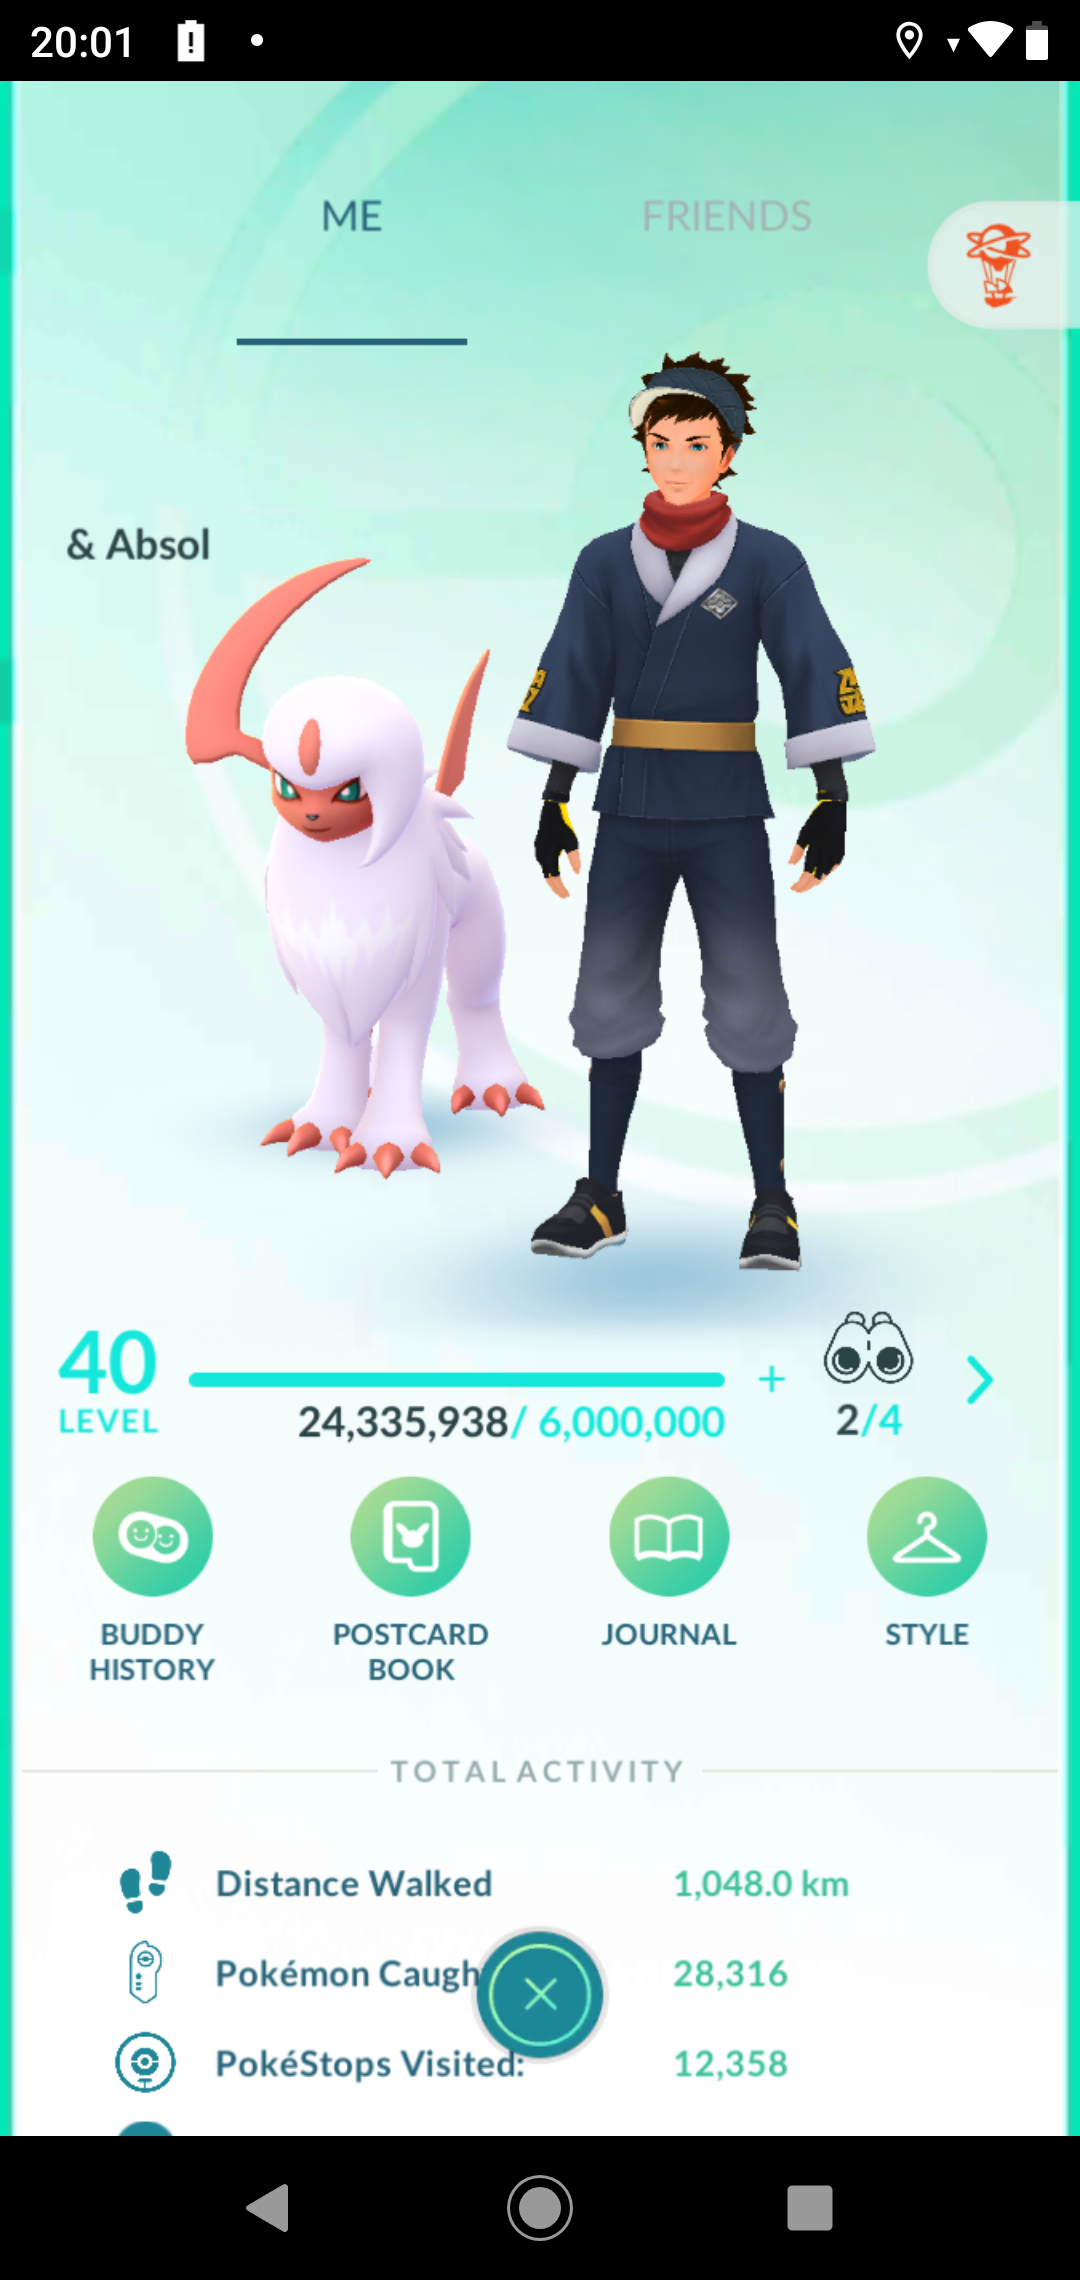 20:01
ME
FRIENDS
& Absol
40
LEVEL
24,335,938/ 6,000,000
+
2/4
BUDDY
HISTORY
POSTCARD
BOOK
JOURNAL
STYLE
TOTAL ACTIVITY
Distance Walked 1,048.0 km
Pokémon Caugh 28,316
PokéStops Visited: 12,358